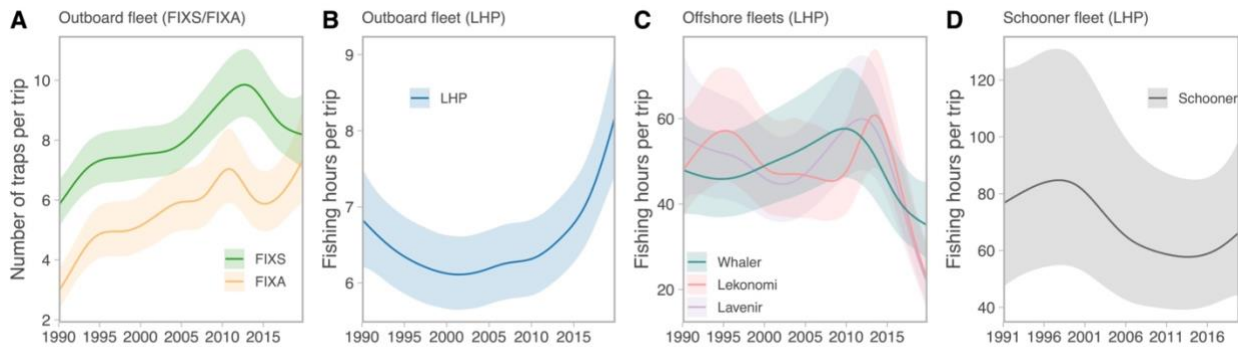 A Outboard fleet (FIXS/FIXA)
Number of traps per trip
10
8
6
4
2
FIXS
FIXA
1990 1995 2000 2005 2010 2015
B Outboard fleet (LHP)
Fishing hours per trip
9
8
7
6
LHP
1990 1995 2000 2005 2010 2015
C Offshore fleets (LHP)
Fishing hours per trip
60
40
20
Whaler
Lekonomi
Lavenir
1990 1995 2000 2005 2010 2015
D Schooner fleet (LHP)
Fishing hours per trip
120
100
80
60
40
Schooner
1991 1996 2001 2006 2011 2016